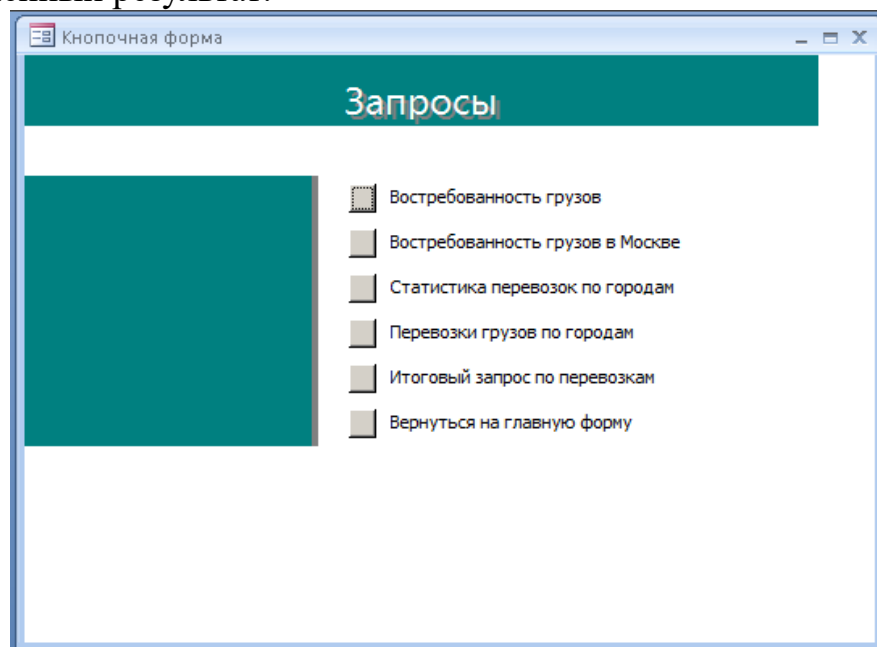 Кнопочная форма
Запросы
Востребованность грузов
Востребованность грузов в Москве
Статистика перевозок по городам
Перевозки грузов по городам
Итоговый запрос по перевозкам
Вернуться на главную форму